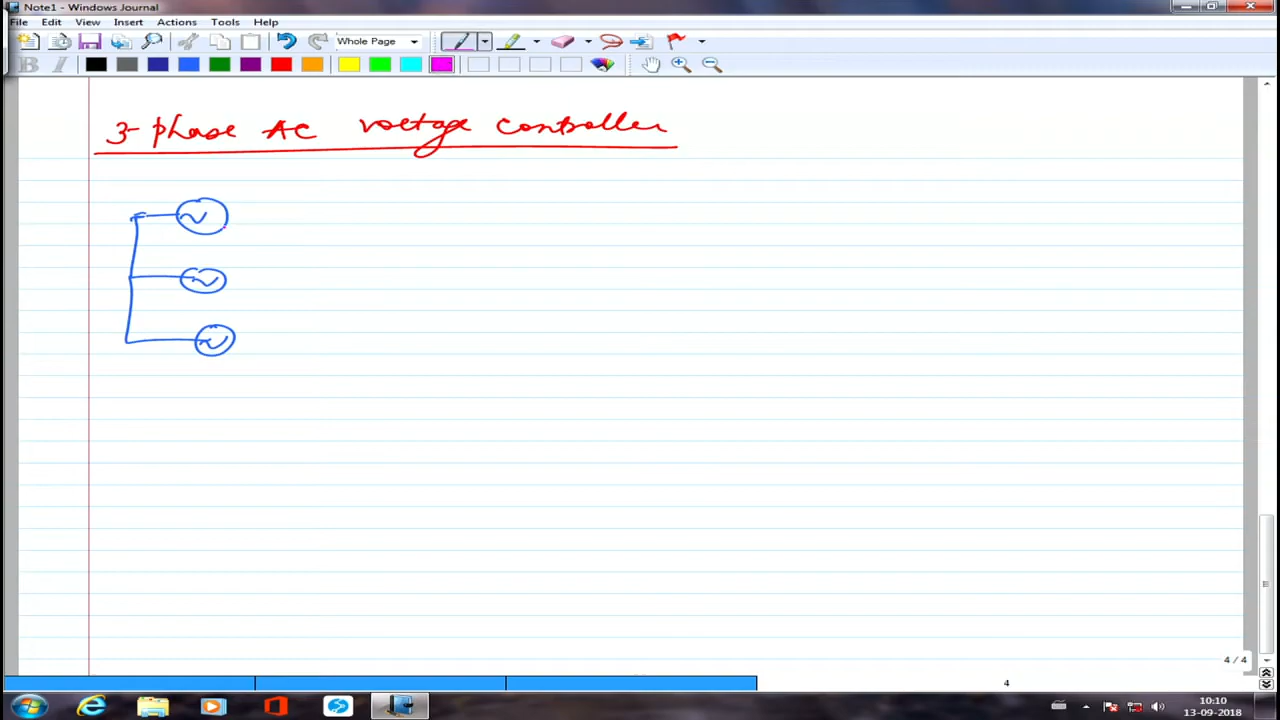 Note1 - Windows Journal
File Edit View Insert Actions Tools Help
Whole Page
B I
3-phase AC voltage controller
4 / 4
4
10:10
13-09-2018